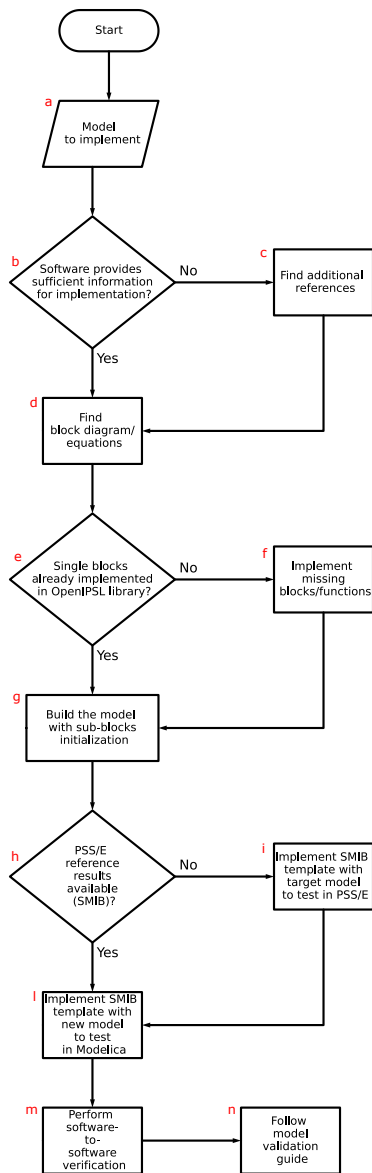 Start
a
Model
to implement
b
Software provides
sufficient information
for implementation?
No
c
Find additional
references
Yes
d
Find
block diagram/
equations
e
Single blocks
already implemented
in OpenIPSL library?
No
f
Implement
missing
blocks/functions
Yes
g
Build the model
with sub-blocks
initialization
h
PSS/E
reference
results
available
(SMIB)?
No
i
Implement SMIB
template with
target model
to test in PSS/E
Yes
l
Implement SMIB
template with
new model
to test
in Modelica
m
Perform
software-
to-
software
verification
n
Follow
model
validation
guide